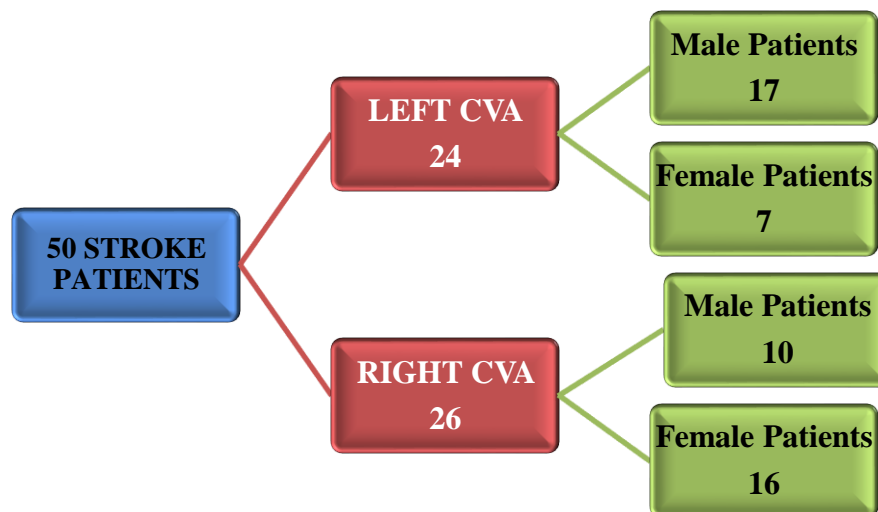 50 STROKE
PATIENTS
LEFT CVA
24
Male Patients
17
Female Patients
7
RIGHT CVA
26
Male Patients
10
Female Patients
16